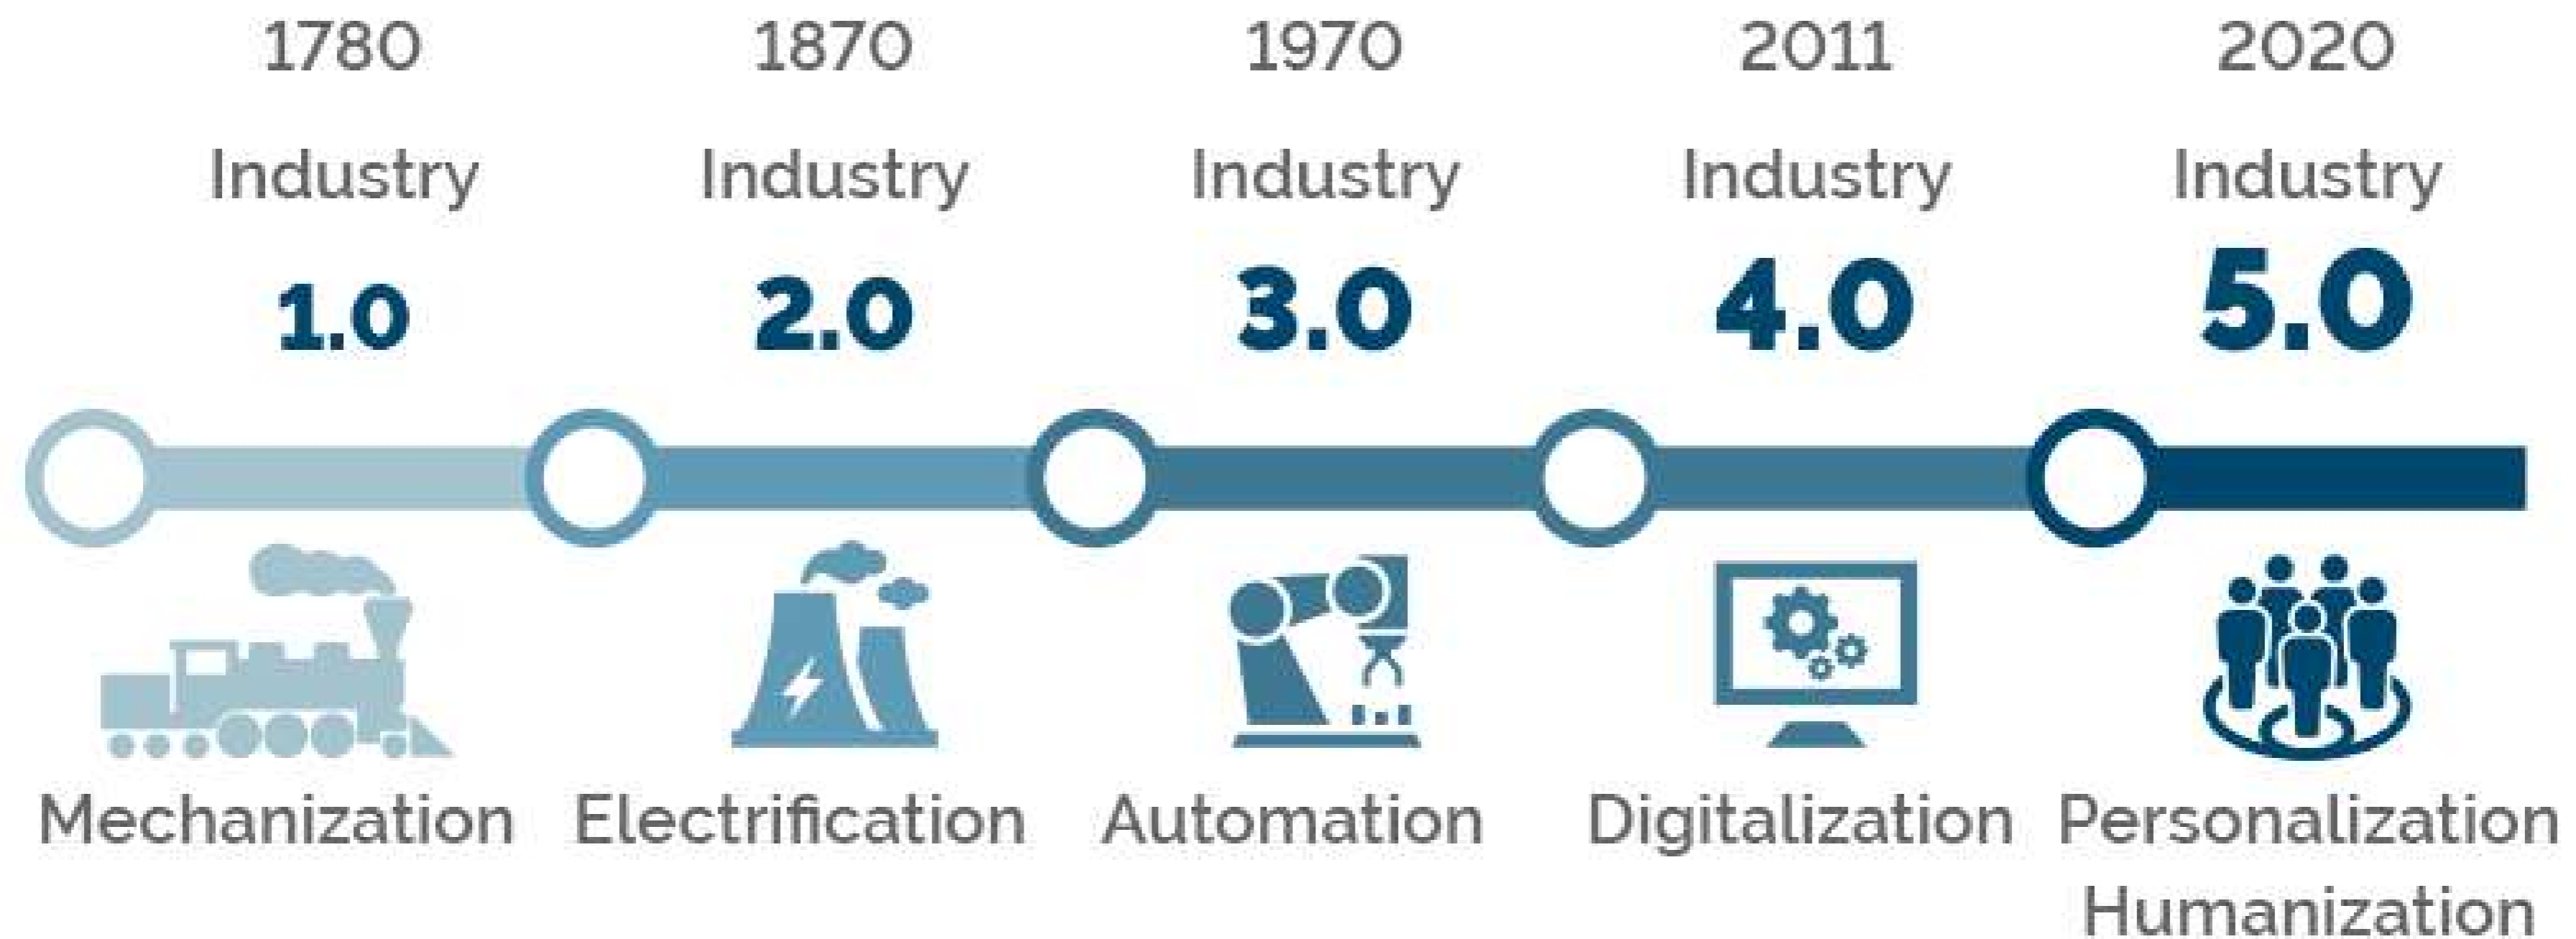 1780 1870 1970 2011 2020
Industry Industry Industry Industry Industry
1.0 2.0 3.0 4.0 5.0
Mechanization Electrification Automation Digitalization Personalization
Humanization